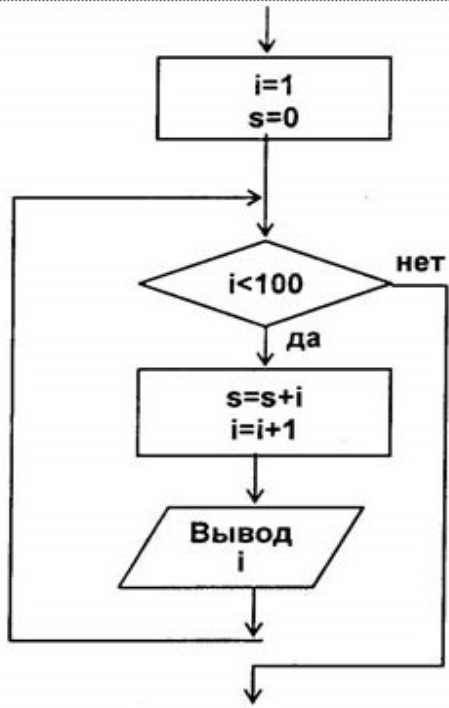 i=1
s=0
i<100
нет
да
s=s+i
i=i+1
Вывод
i